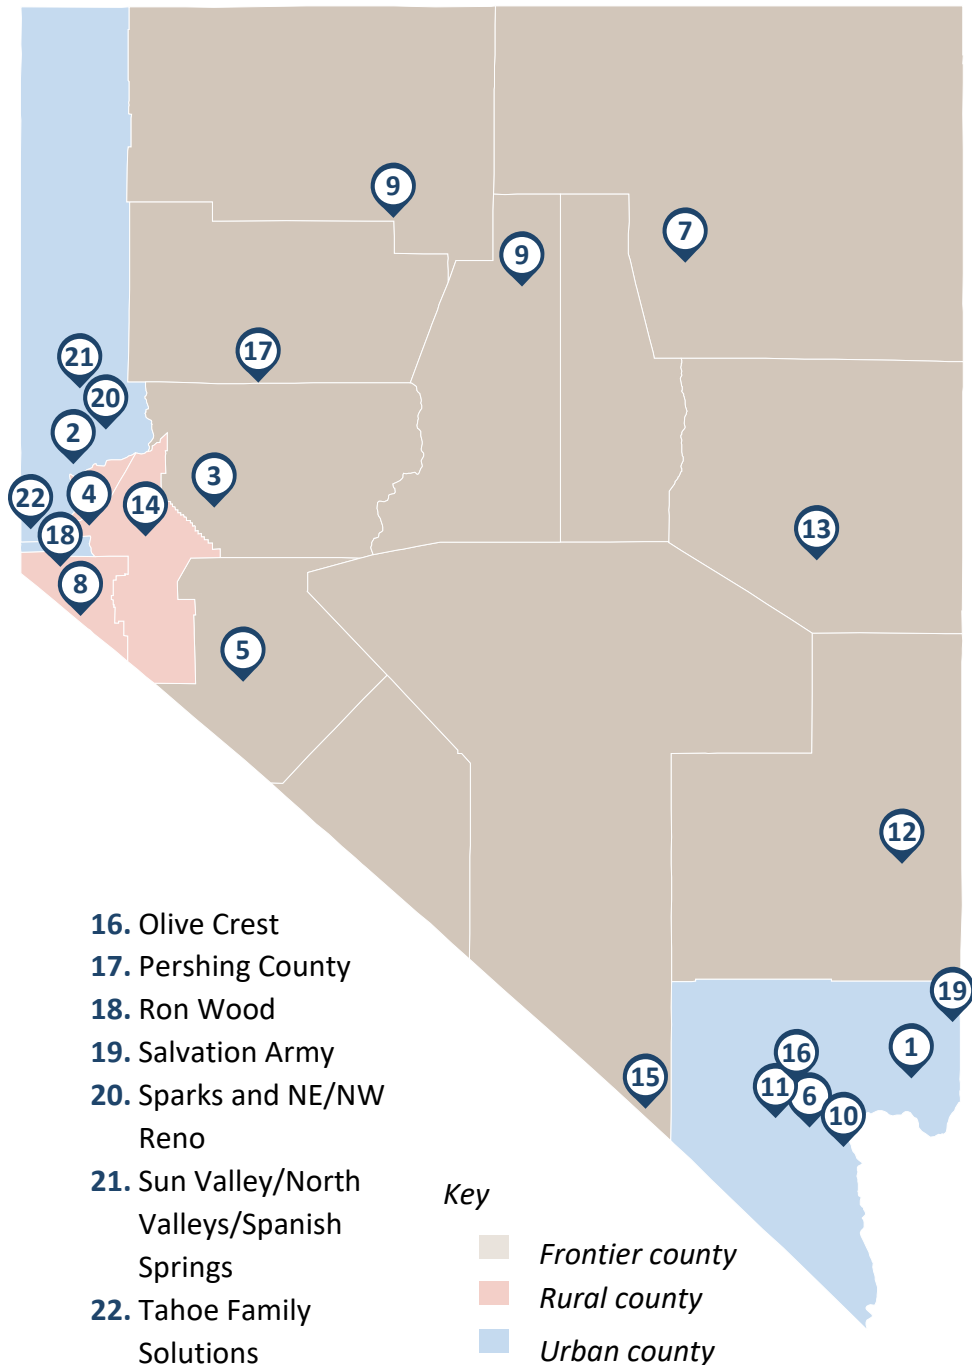 9
7
9
21
17
20
2
3
22
4
14
18
13
8
5
12
19
1
16
15
11
6
10
16. Olive Crest
17. Pershing County
18. Ron Wood
19. Salvation Army
20. Sparks and NE/NW
Reno
21. Sun Valley/North
Valleys/Spanish
Springs
22. Tahoe Family
Solutions
Key
Frontier county
Rural county
Urban county